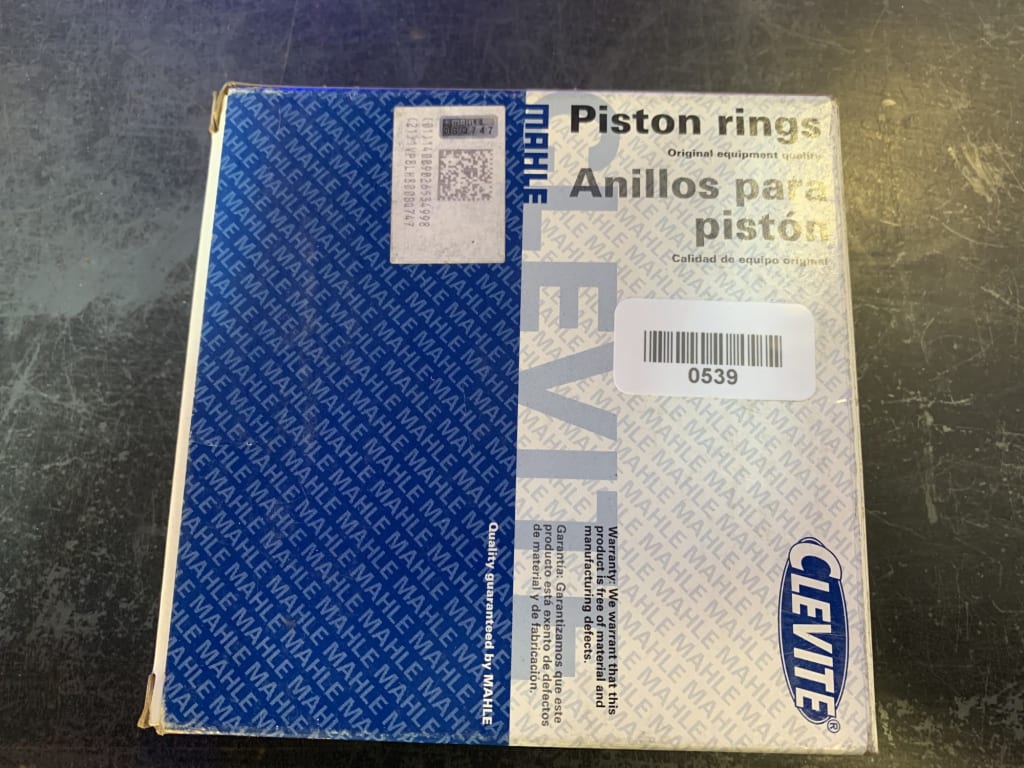 Piston rings
Original equipment quality
Anillos para
pistón
Calidad de equipo original
MAHLE
MAHLE
CLEVITE
0539
Warranty: We warrant that this
product is free of material and
manufacturing defects.
Garantía: Garantizamos que este
producto está exento de defectos
de material y de fabricación.
Quality guaranteed by MAHLE
CLEVITE®